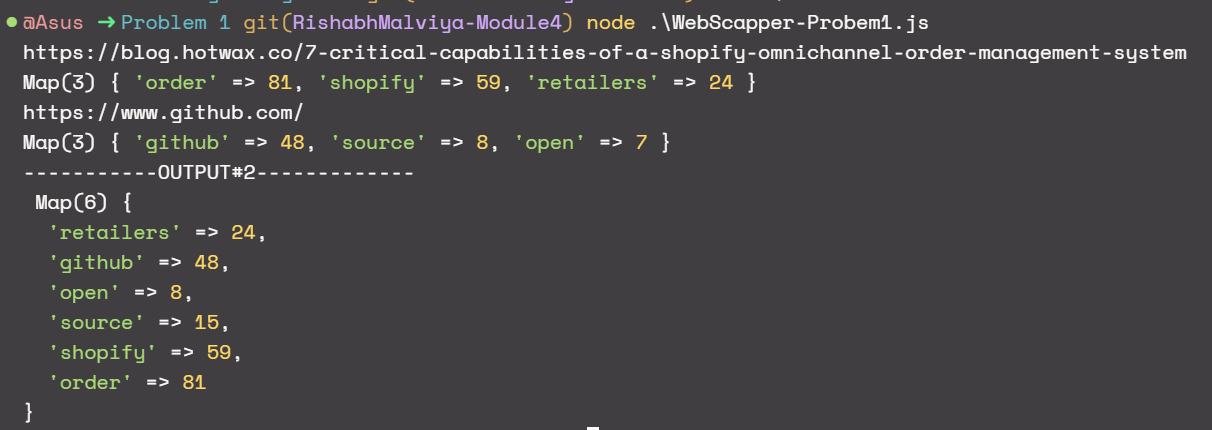 @Asus ➜ Problem 1 git(RishabhMalviya-Module4) node .\WebScapper-Probem1.js
https://blog.hotwax.co/7-critical-capabilities-of-a-shopify-omnichannel-order-management-system
Map(3) { 'order' => 81, 'shopify' => 59, 'retailers' => 24 }
https://www.github.com/
Map(3) { 'github' => 48, 'source' => 8, 'open' => 7 }
-----------OUTPUT#2-------------
Map(6) {
'retailers' => 24,
'github' => 48,
'open' => 8,
'source' => 15,
'shopify' => 59,
'order' => 81
}